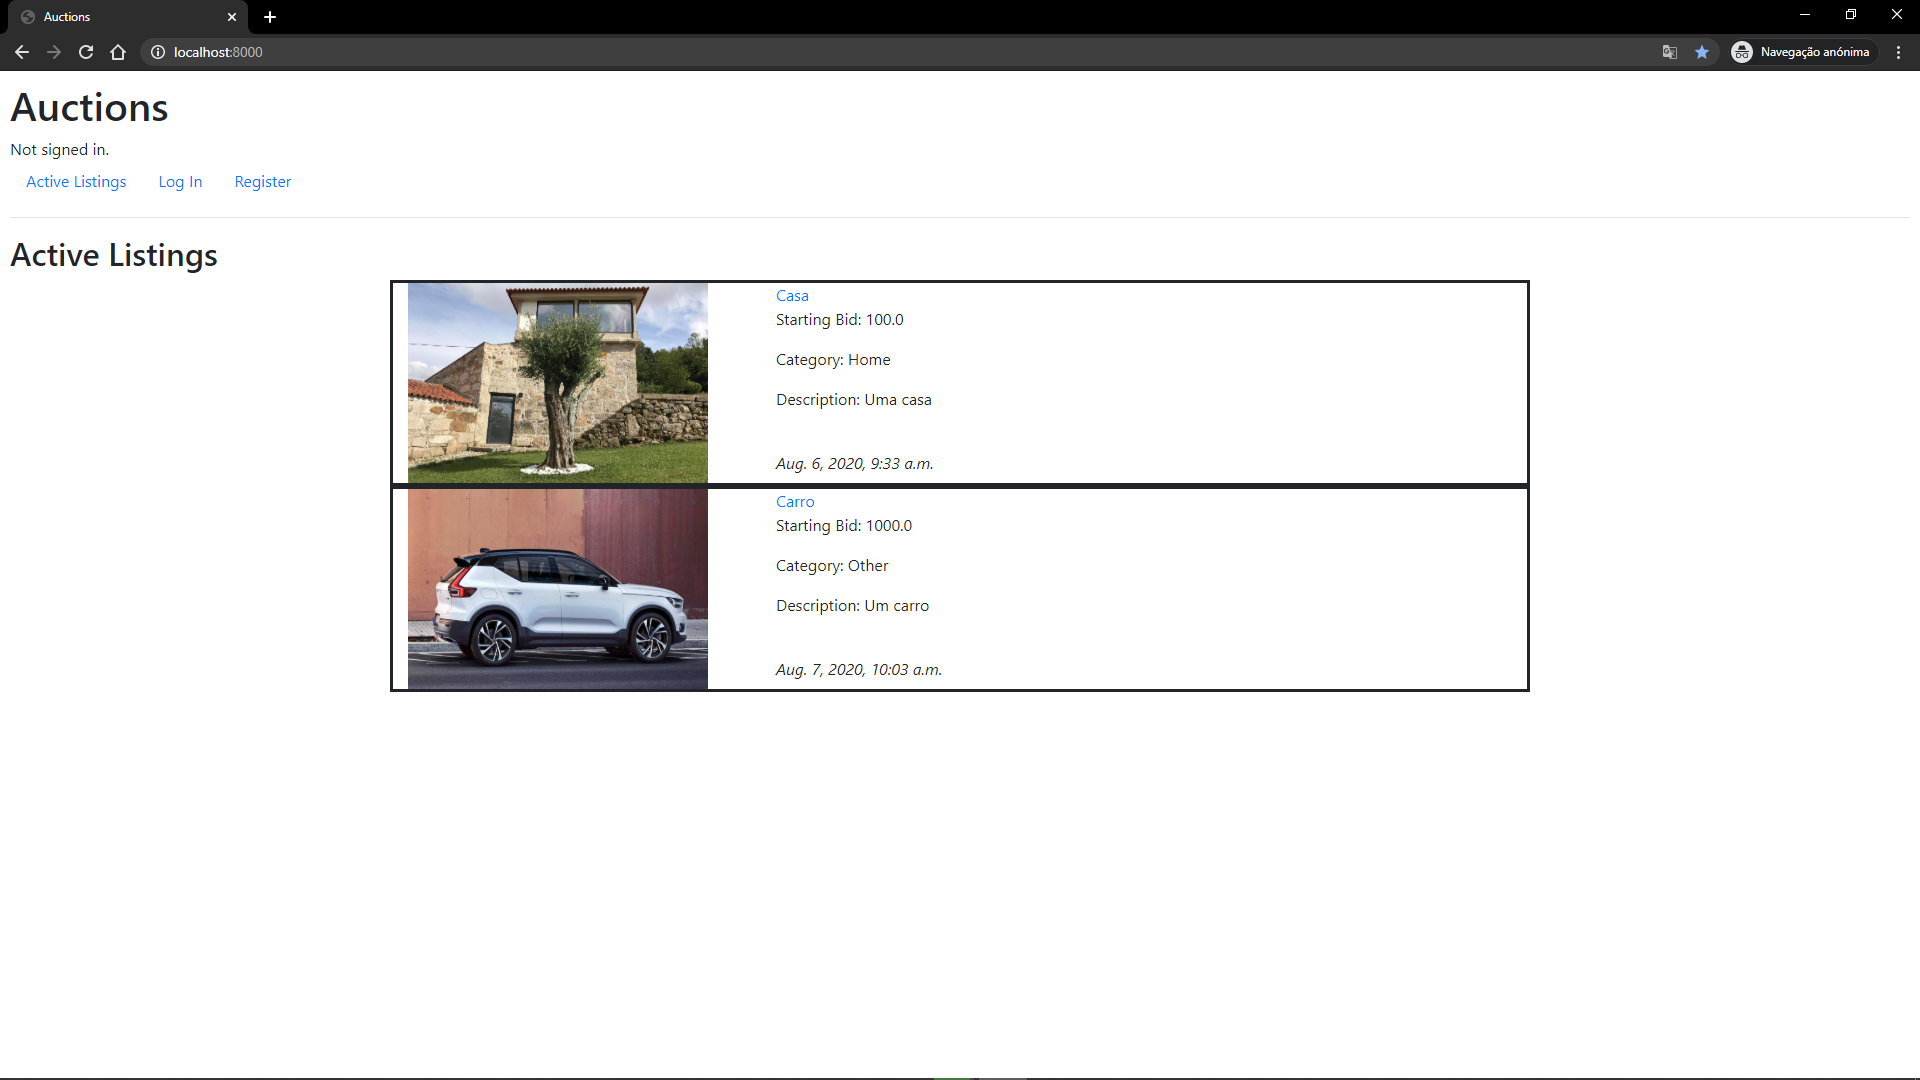 Auctions
localhost:8000
Navegação anónima
Auctions
Not signed in.
Active Listings
Log In
Register
Active Listings
Casa
Starting Bid: 100.0
Category: Home
Description: Uma casa
Aug. 6, 2020, 9:33 a.m.
Carro
Starting Bid: 1000.0
Category: Other
Description: Um carro
Aug. 7, 2020, 10:03 a.m.